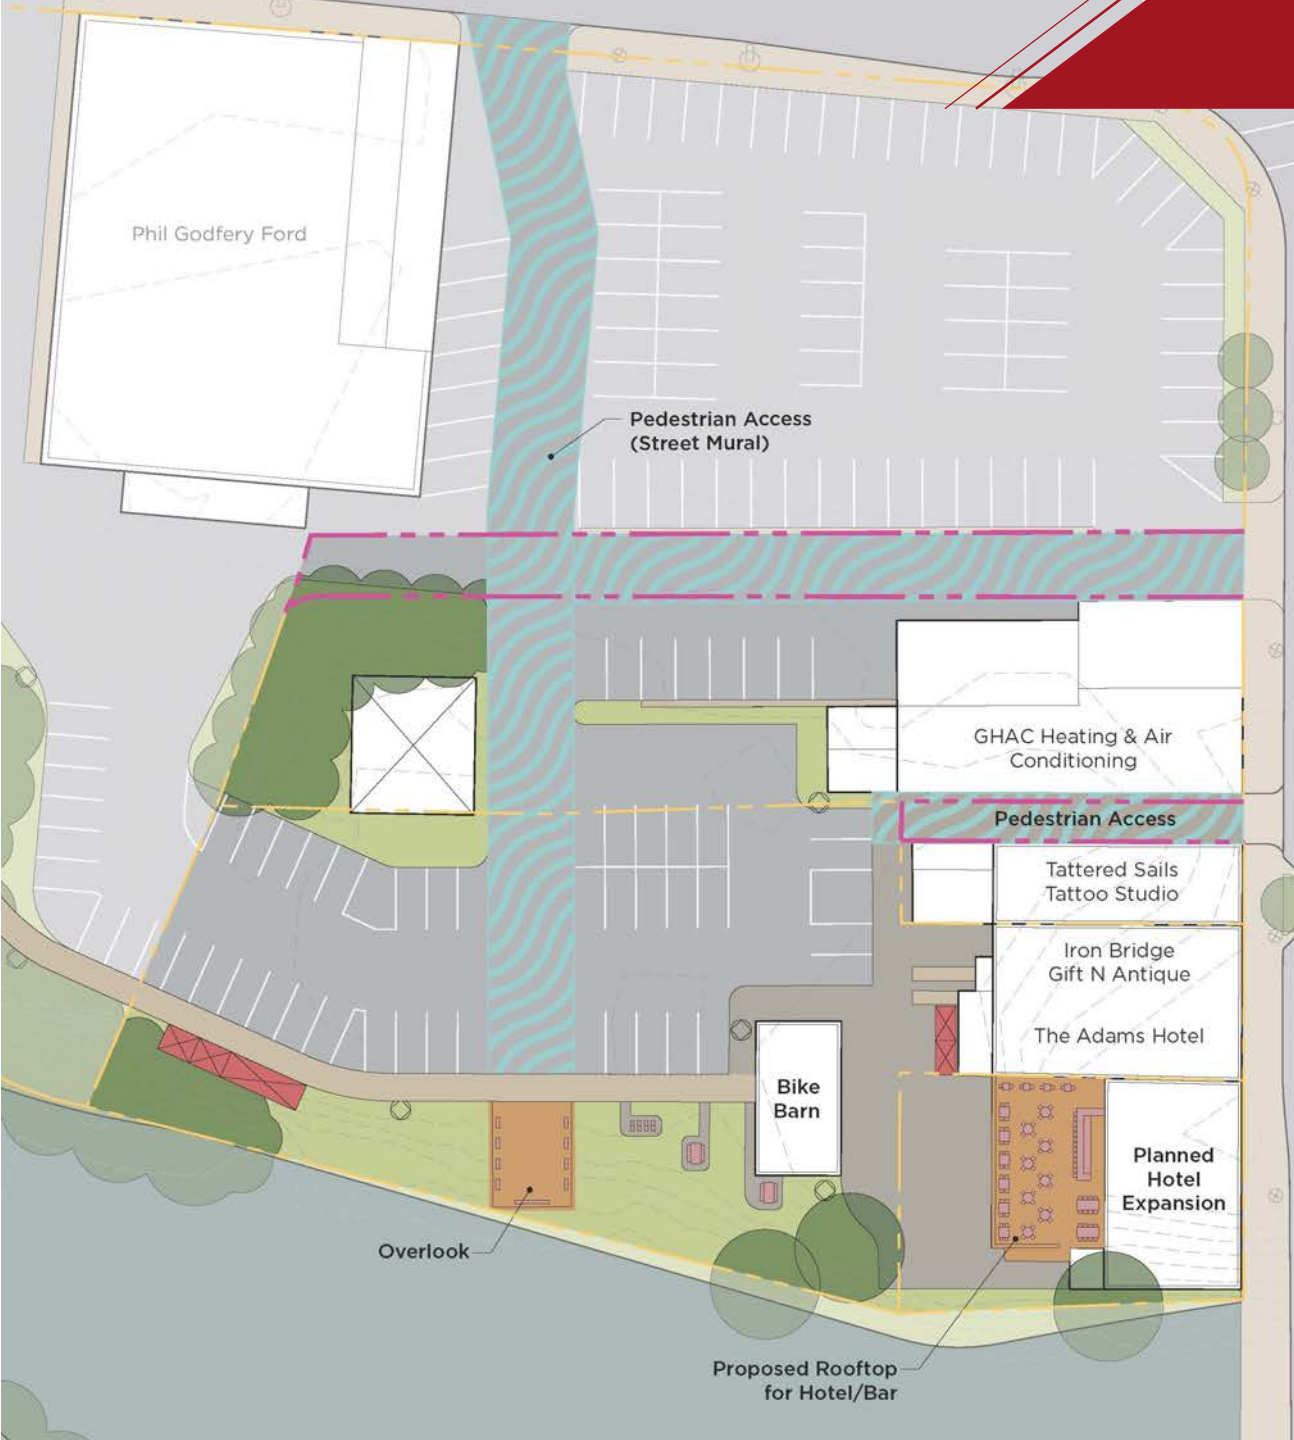 Phil Godfery Ford
Pedestrian Access
(Street Mural)
GHAC Heating & Air
Conditioning
Pedestrian Access
Tattered Sails
Tattoo Studio
Iron Bridge
Gift N Antique
The Adams Hotel
Bike
Barn
Planned
Hotel
Expansion
Overlook
Proposed Rooftop
for Hotel/Bar